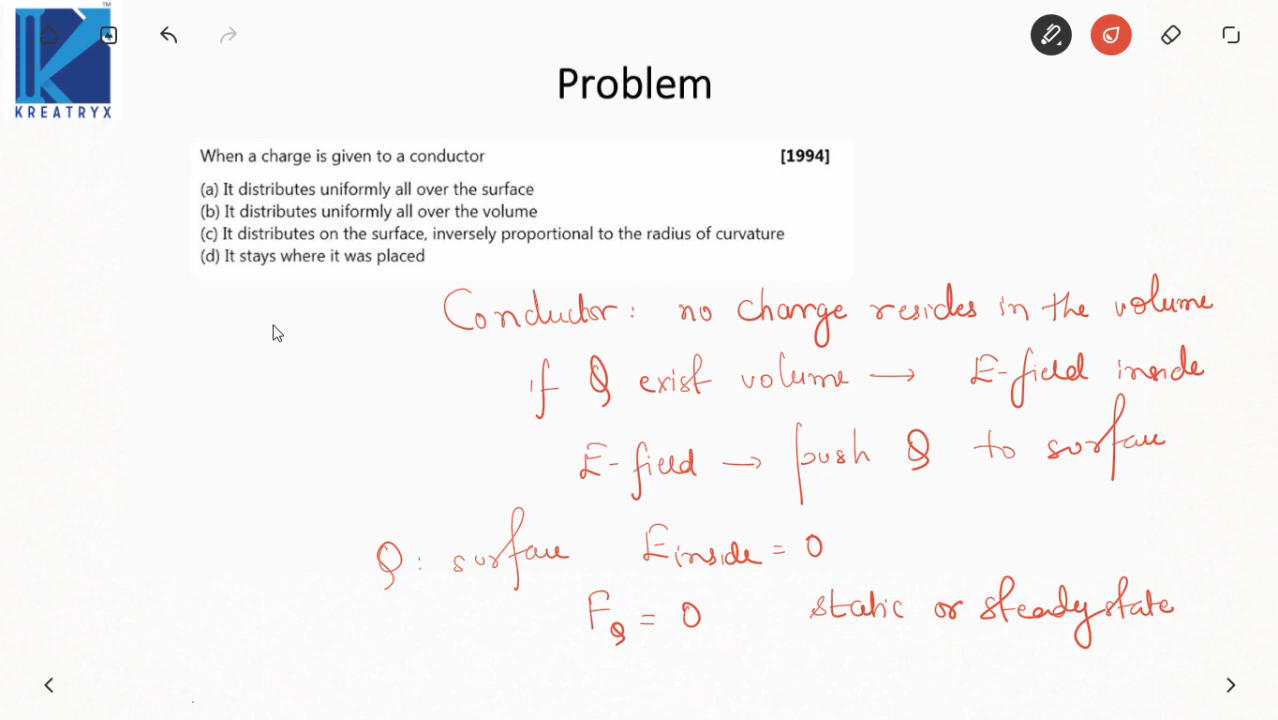 KREATRYX
Problem
When a charge is given to a conductor [1994]
(a) It distributes uniformly all over the surface
(b) It distributes uniformly all over the volume
(c) It distributes on the surface, inversely proportional to the radius of curvature
(d) It stays where it was placed
Conductor: no charge resides in the volume
if Q exist volume → E-field inside
E-field → push Q to surface
Q: surface E inside = 0
F_Q = 0 static or steady state